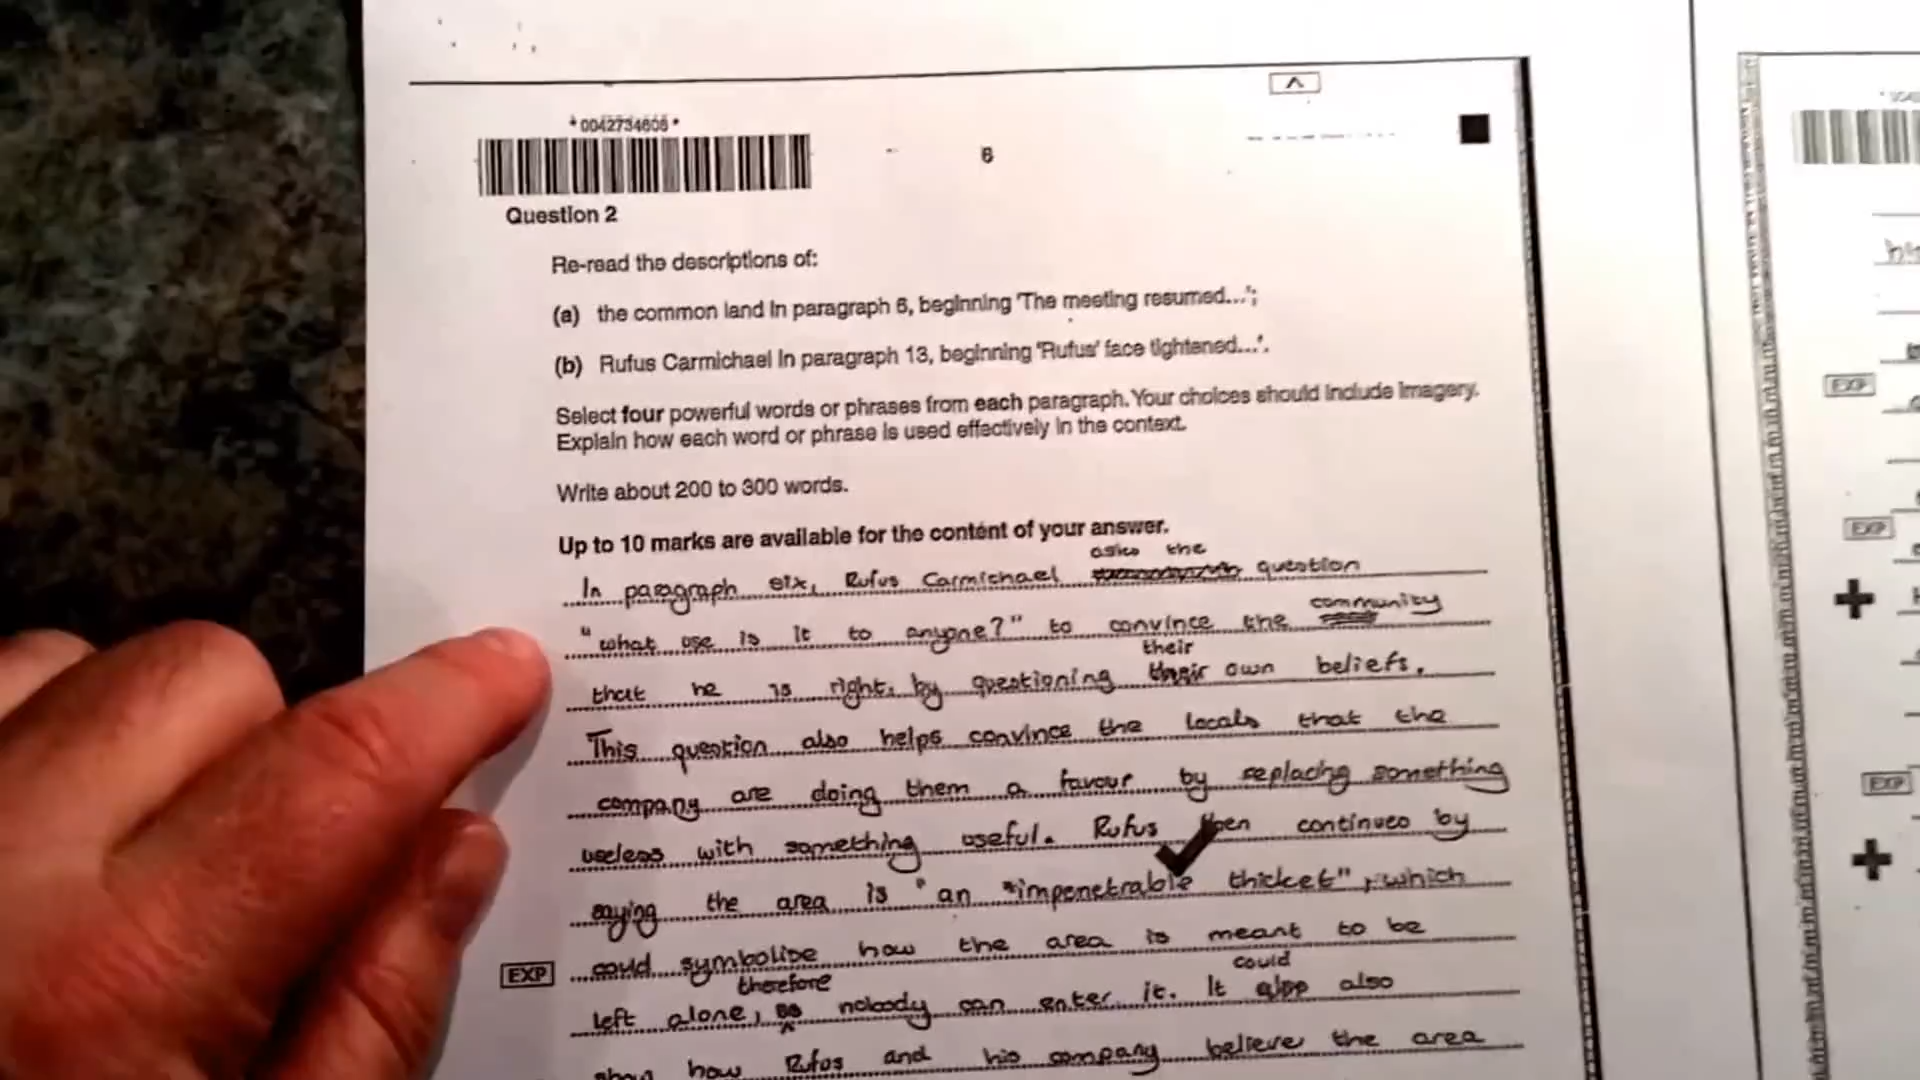 *0042734606*
6
Question 2
Re-read the descriptions of:
(a) the common land in paragraph 6, beginning 'The meeting resumed...';
(b) Rufus Carmichael in paragraph 13, beginning 'Rufus' face tightened...'.
Select four powerful words or phrases from each paragraph. Your choices should include imagery.
Explain how each word or phrase is used effectively in the context.
Write about 200 to 300 words.
Up to 10 marks are available for the content of your answer.
In paragraph six, Rufus Carmichael asks the question
"what use is it to anyone?" to convince the community
that he is right, by questioning their own beliefs.
This question also helps convince the locals that the
company are doing them a favour by replacing something
useless with something useful. Rufus then continues by
saying the area is "an "impenetrable thicket", which
EXP could symbolise how the area is meant to be
left alone, therefore nobody can enter it. It could also
show how Rufus and his company believe the area
EXP
EXP
EXP